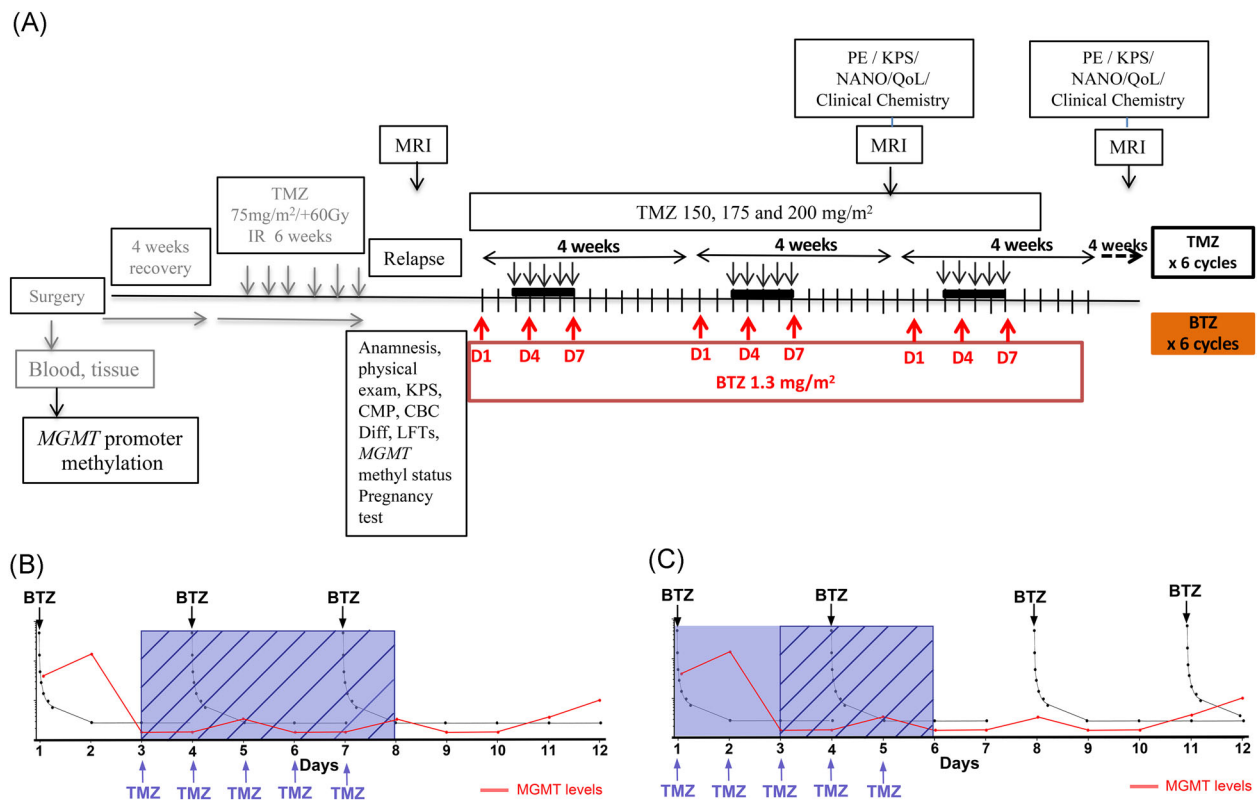 (A)
PE / KPS/
NANO/QoL/
Clinical Chemistry
PE / KPS/
NANO/QoL/
Clinical Chemistry
MRI
MRI
MRI
TMZ
75mg/m²/+60Gy
IR 6 weeks
4 weeks
recovery
Relapse
TMZ 150, 175 and 200 mg/m²
4 weeks
4 weeks
4 weeks
4 weeks
TMZ
x 6 cycles
Surgery
BTZ
x 6 cycles
D1
D4
D7
D1
D4
D7
D1
D4
D7
BTZ 1.3 mg/m²
Blood, tissue
MGMT promoter
methylation
Anamnesis,
physical
exam, KPS,
CMP, CBC
Diff, LFTs,
MGMT
methyl status
Pregnancy
test
(B)
BTZ
BTZ
BTZ
1 2 3 4 5 6 7 8 9 10 11 12
Days
TMZ TMZ TMZ TMZ TMZ
MGMT levels
(C)
BTZ
BTZ
BTZ
BTZ
1 2 3 4 5 6 7 8 9 10 11 12
Days
TMZ TMZ TMZ TMZ TMZ
MGMT levels